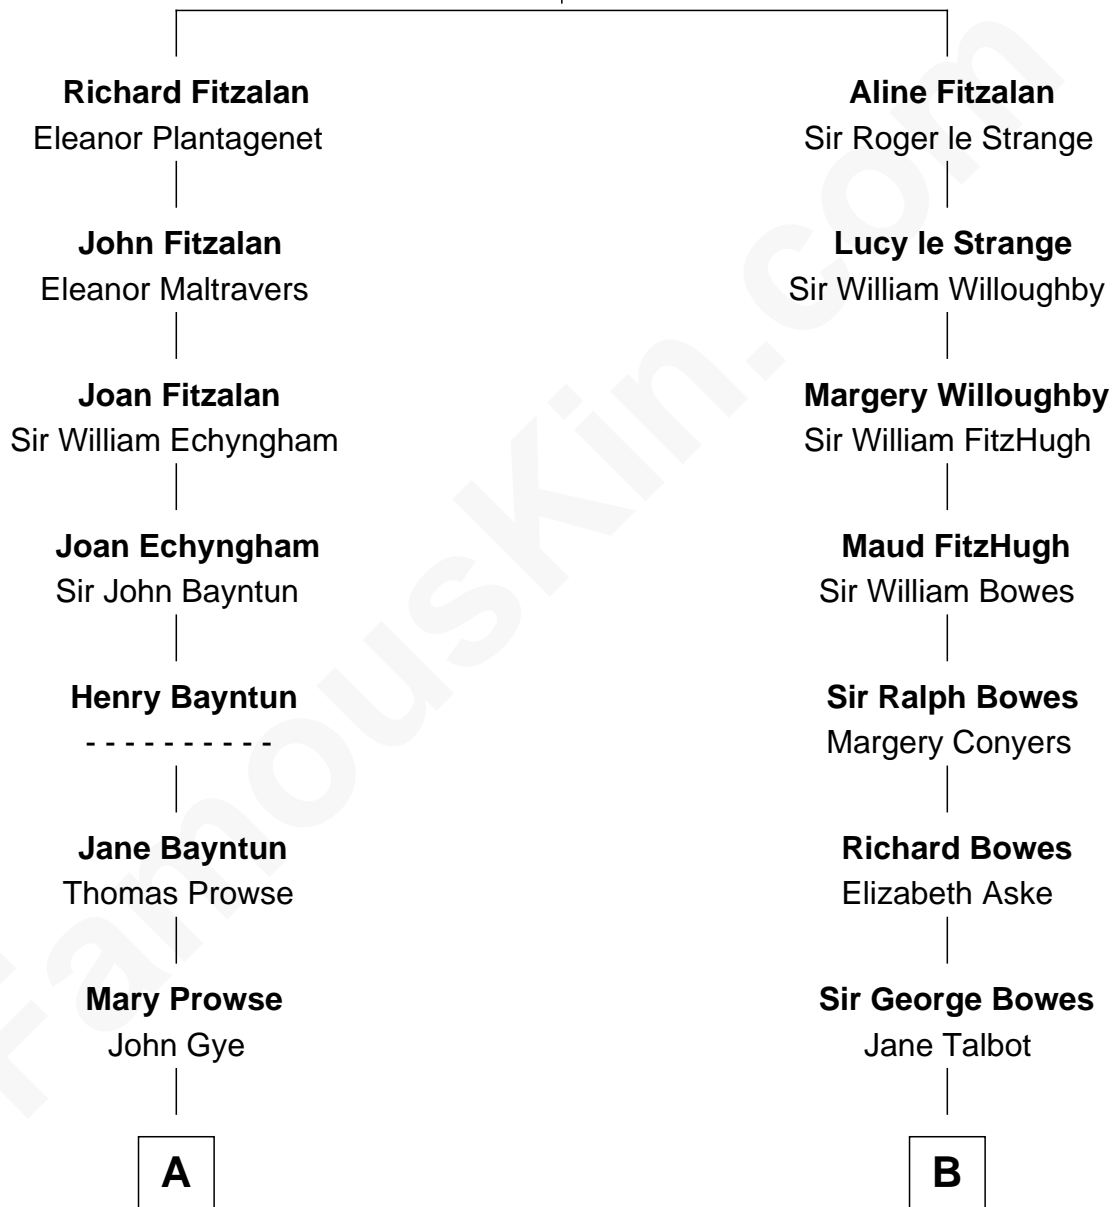 Richard Fitzalan
Eleanor Plantagenet
John Fitzalan
Eleanor Maltravers
Joan Fitzalan
Sir William Echyngham
Joan Echyngham
Sir John Bayntun
Henry Bayntun
- - - - - - - - - -
Jane Bayntun
Thomas Prowse
Mary Prowse
John Gye
A
Aline Fitzalan
Sir Roger le Strange
Lucy le Strange
Sir William Willoughby
Margery Willoughby
Sir William FitzHugh
Maud FitzHugh
Sir William Bowes
Sir Ralph Bowes
Margery Conyers
Richard Bowes
Elizabeth Aske
Sir George Bowes
Jane Talbot
B
FamousKin.com